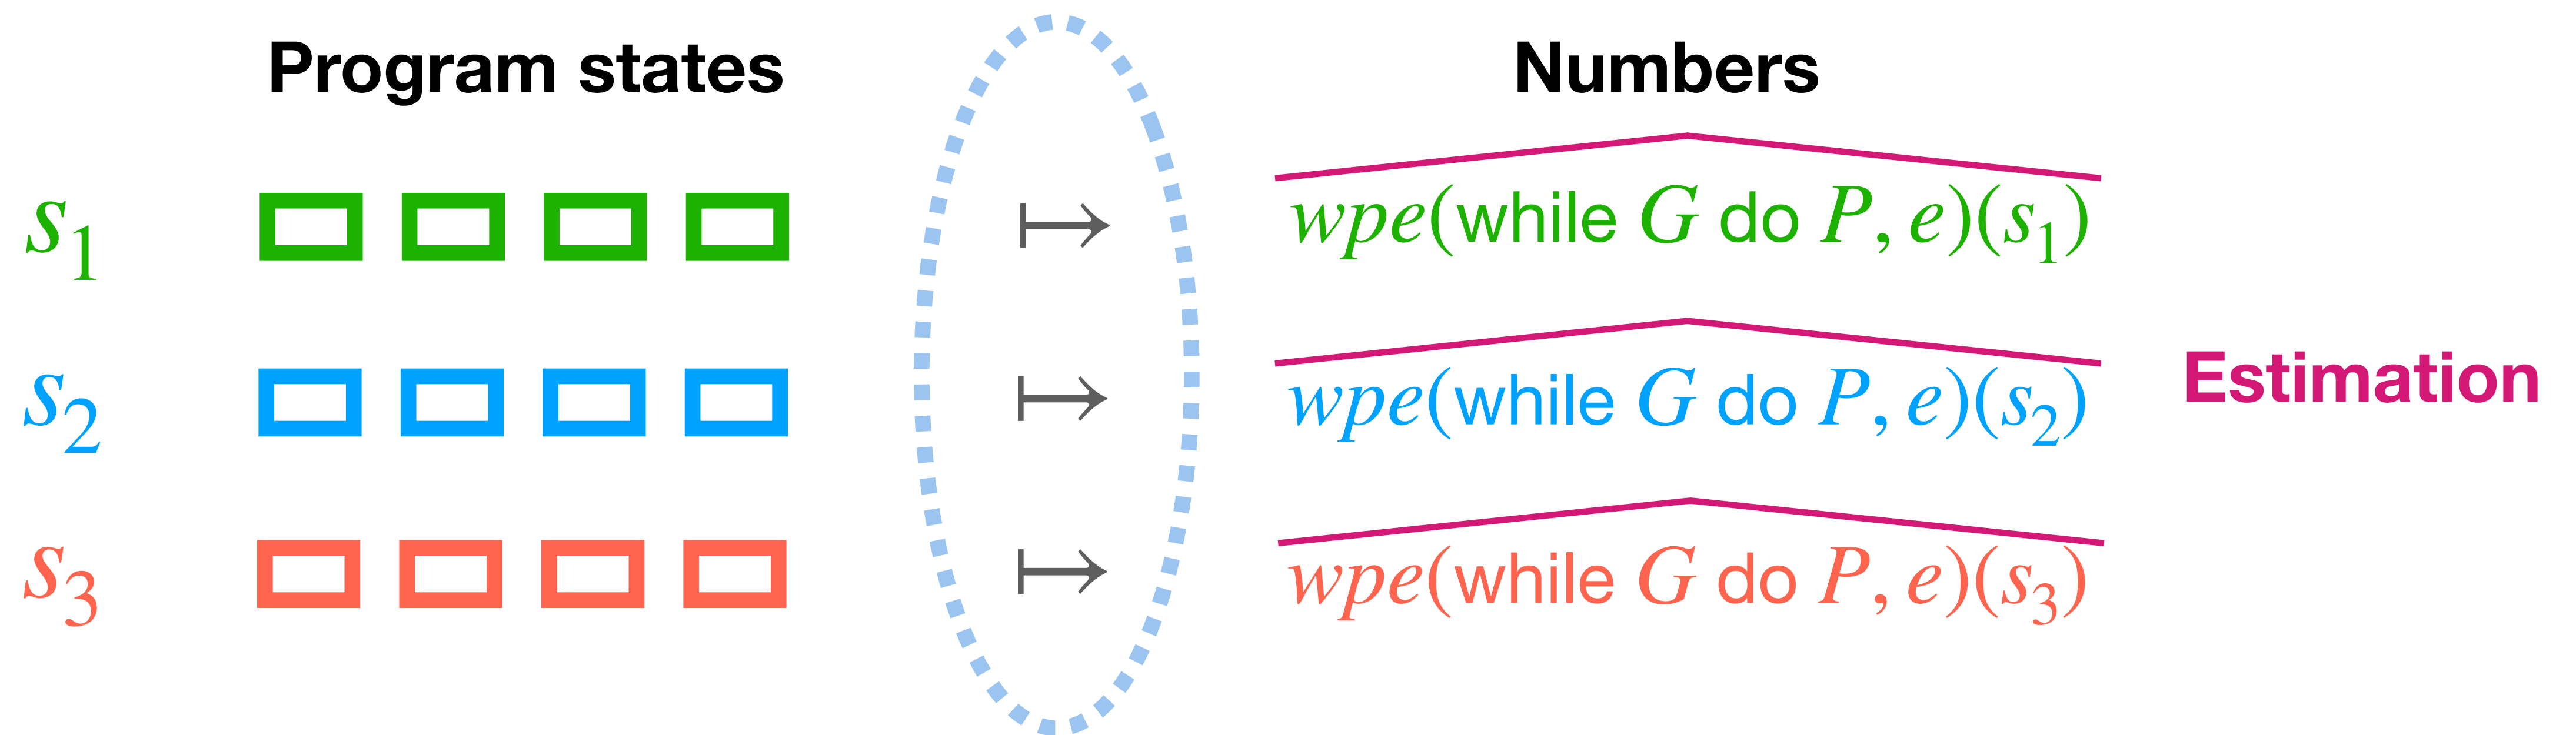 Program states Numbers
s₁ ↦ wpe(while G do P, e)(s₁)
s₂ ↦ wpe(while G do P, e)(s₂) Estimation
s₃ ↦ wpe(while G do P, e)(s₃)